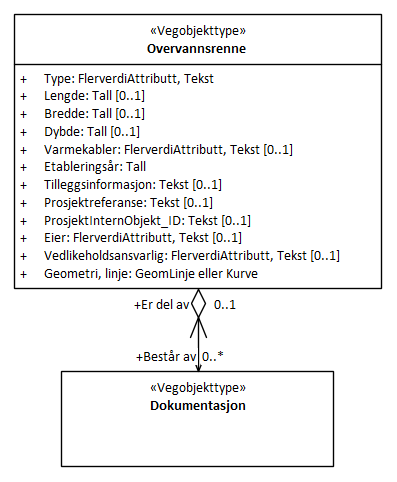 «Vegobjekttype»
Overvannsrenne
+ Type: FlerverdiAttributt, Tekst
+ Lengde: Tall [0..1]
+ Bredde: Tall [0..1]
+ Dybde: Tall [0..1]
+ Varmekabler: FlerverdiAttributt, Tekst [0..1]
+ Etableringsår: Tall
+ Tilleggsinformasjon: Tekst [0..1]
+ Prosjektreferanse: Tekst [0..1]
+ ProsjektInternObjekt_ID: Tekst [0..1]
+ Eier: FlerverdiAttributt, Tekst [0..1]
+ Vedlikeholdsansvarlig: FlerverdiAttributt, Tekst [0..1]
+ Geometri, linje: GeomLinje eller Kurve
+Er del av 0..1
+Består av 0..*
«Vegobjekttype»
Dokumentasjon